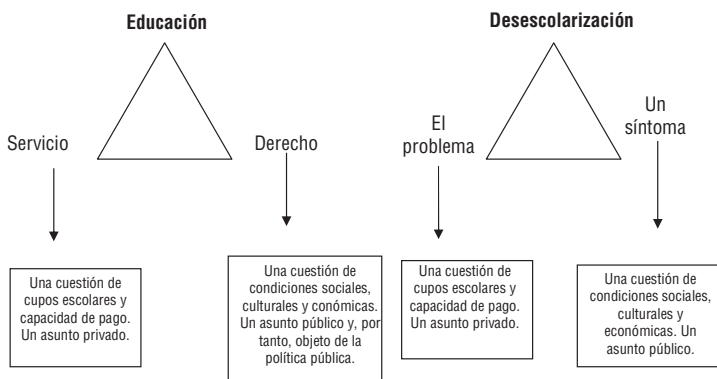 Educación
Desescolarización
Servicio
Derecho
El
problema
Un
síntoma
Una cuestión de
cupos escolares y
capacidad de pago.
Un asunto privado.
Una cuestión de
condiciones sociales,
culturales y conómicas.
Un asunto público y, por
tanto, objeto de la
política pública.
Una cuestión de
cupos escolares y
capacidad de pago.
Un asunto privado.
Una cuestión de
condiciones sociales,
culturales y
económicas. Un
asunto público.